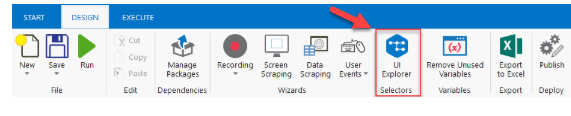 START DESIGN EXECUTE
New Save Run
Cut
Copy
Paste
Manage Packages
Recording
Screen Scraping
Data Scraping
User Events
UI Explorer
Remove Unused Variables
(x)
Export to Excel
X
Publish
File Edit Dependencies Wizards Selectors Variables Export Deploy